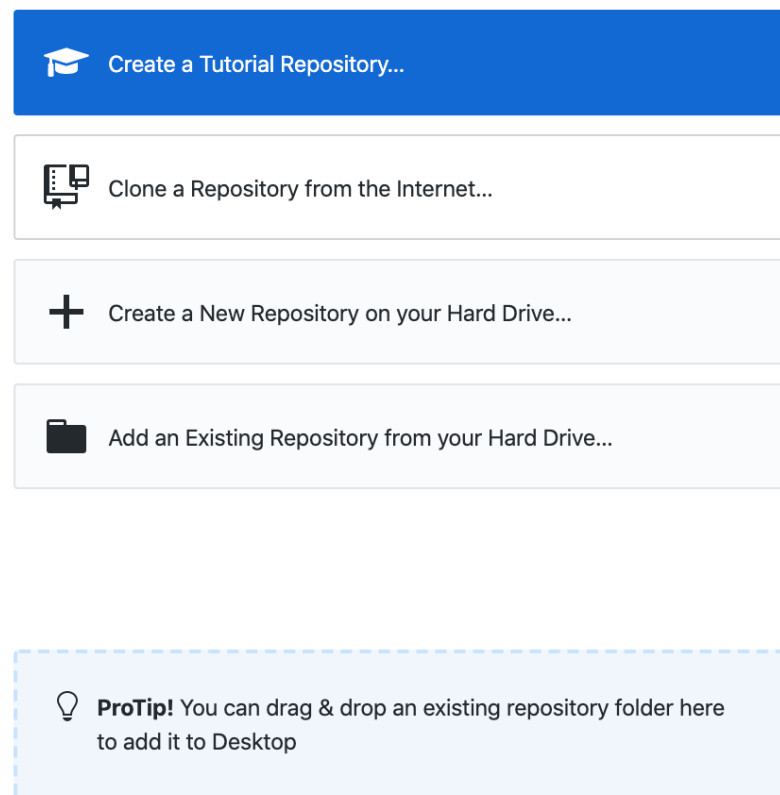 Create a Tutorial Repository...
Clone a Repository from the Internet...
Create a New Repository on your Hard Drive...
Add an Existing Repository from your Hard Drive...
ProTip! You can drag & drop an existing repository folder here
to add it to Desktop